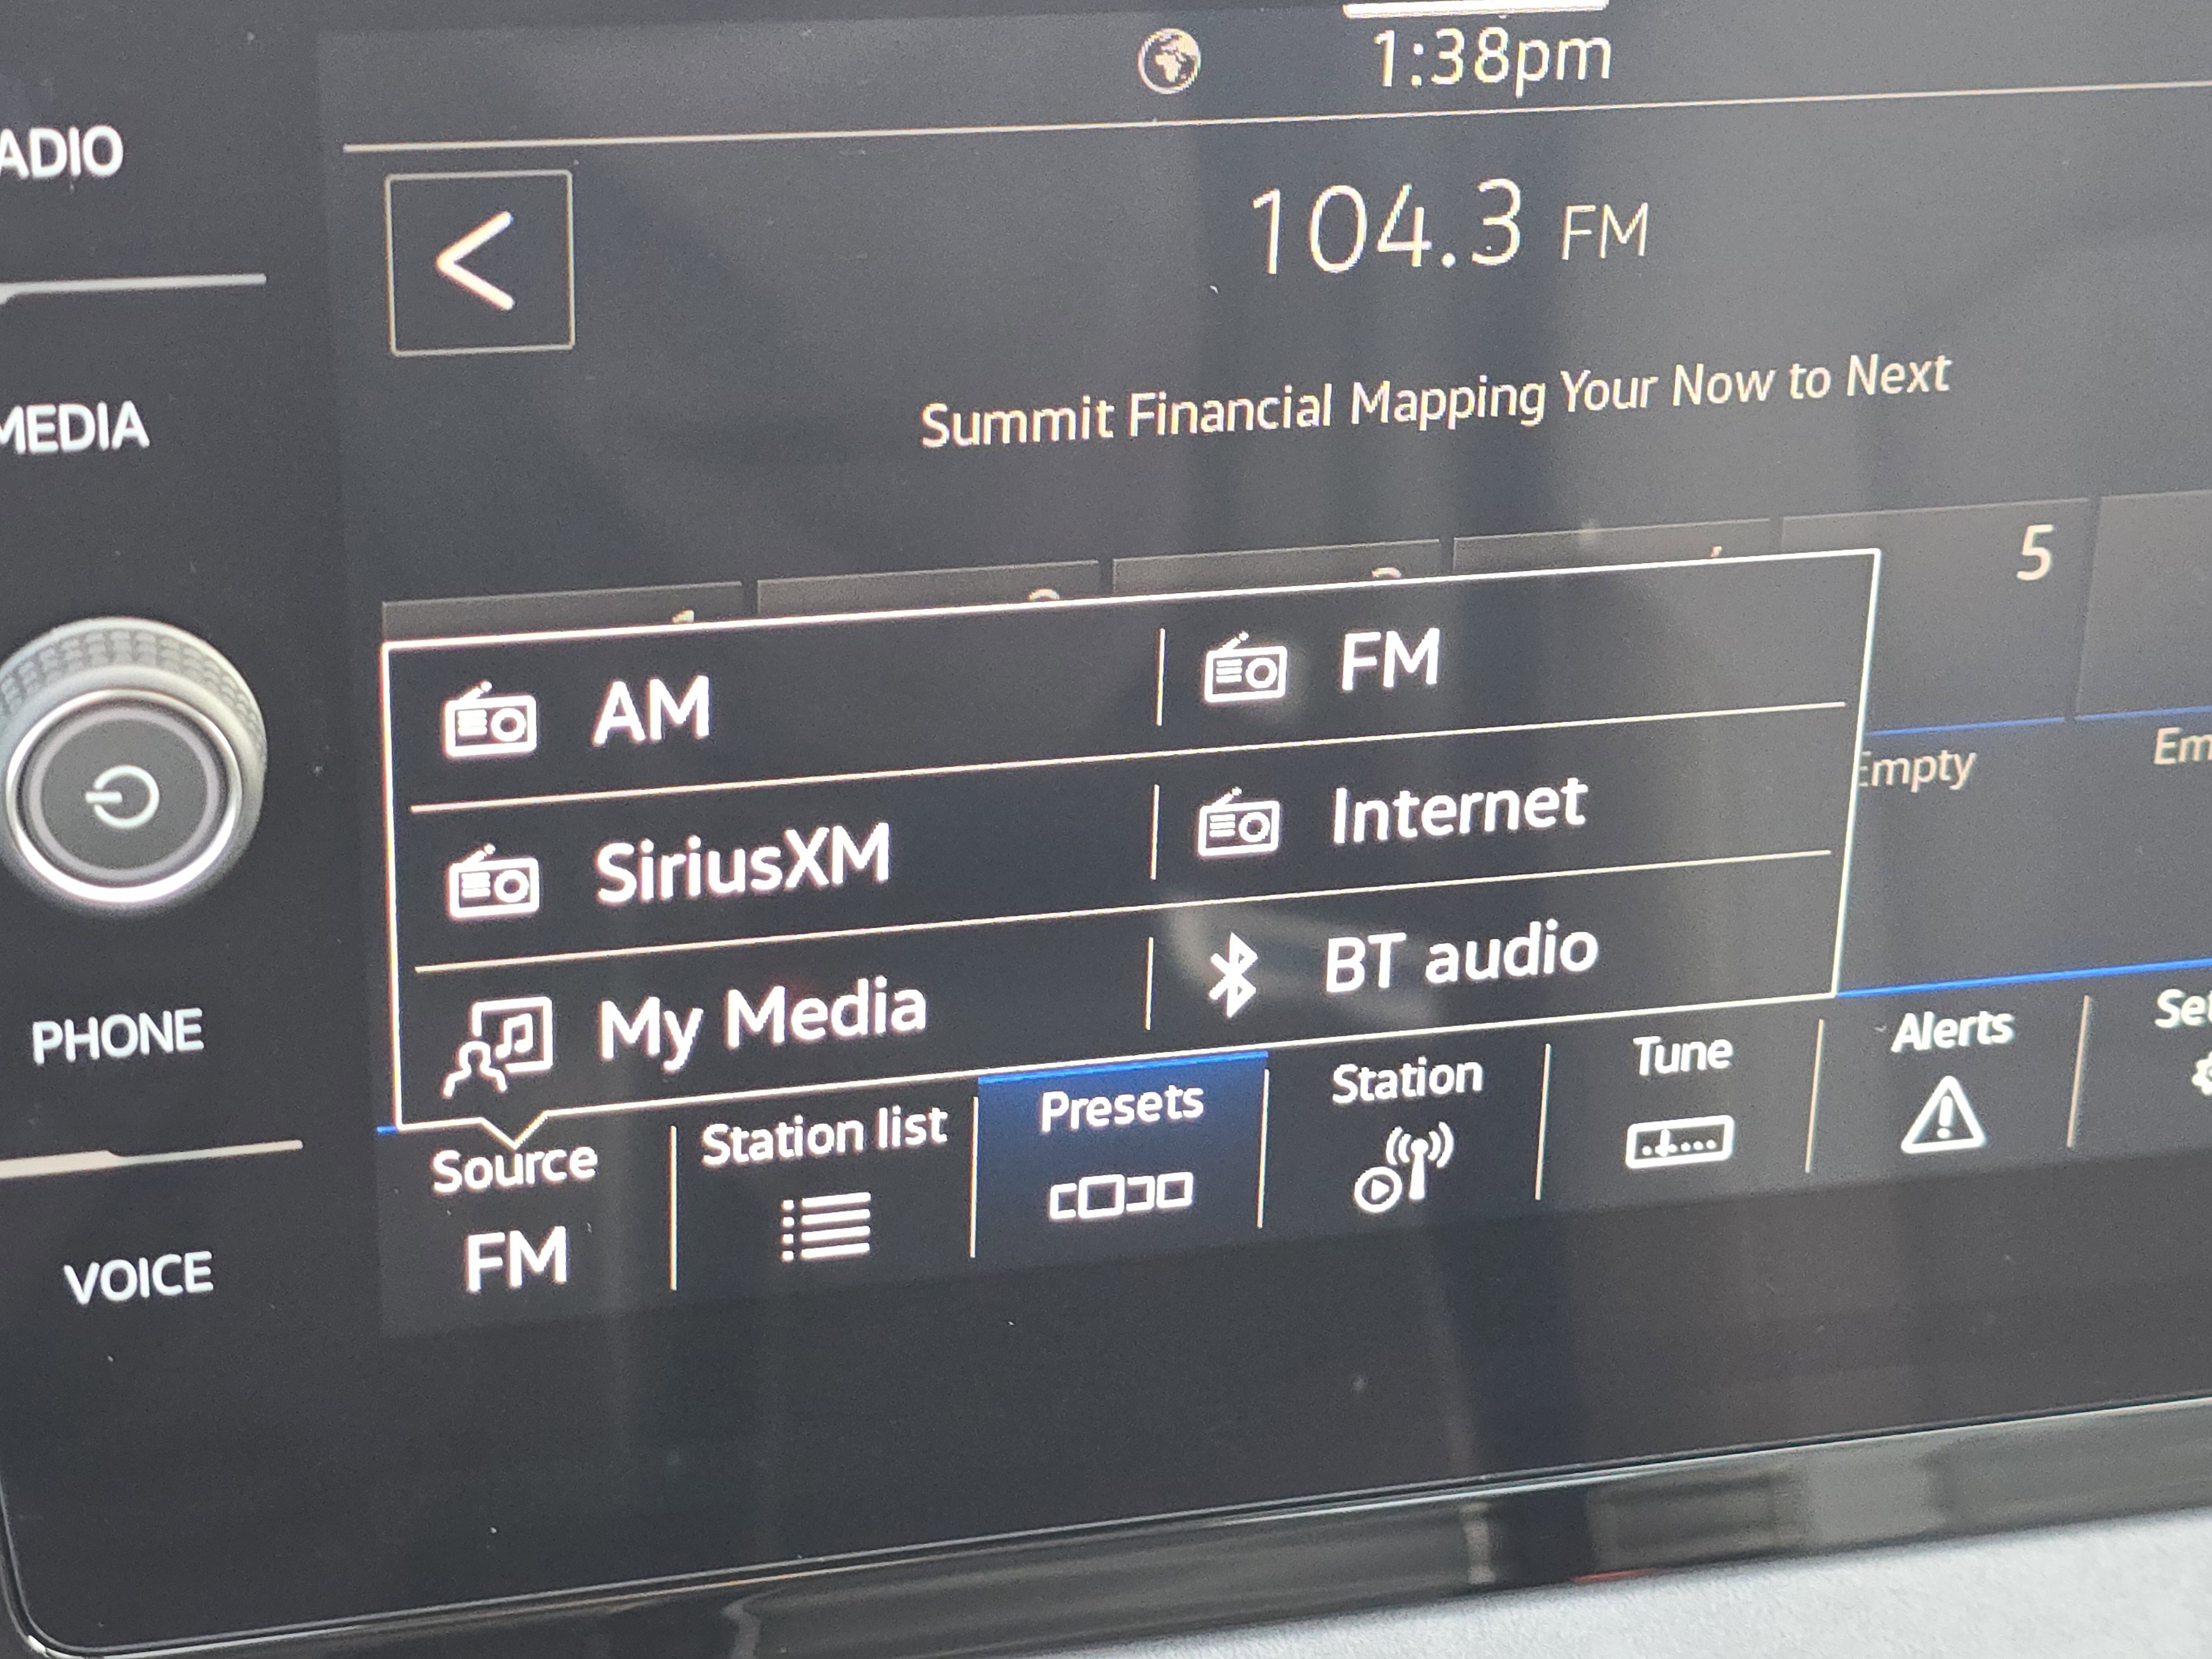 1:38pm
ADIO
104.3 FM
MEDIA
Summit Financial Mapping Your Now to Next
5
AM
FM
Empty
Em
SiriusXM
Internet
My Media
BT audio
PHONE
Source
Station list
Presets
Station
Tune
Alerts
Se
FM
VOICE